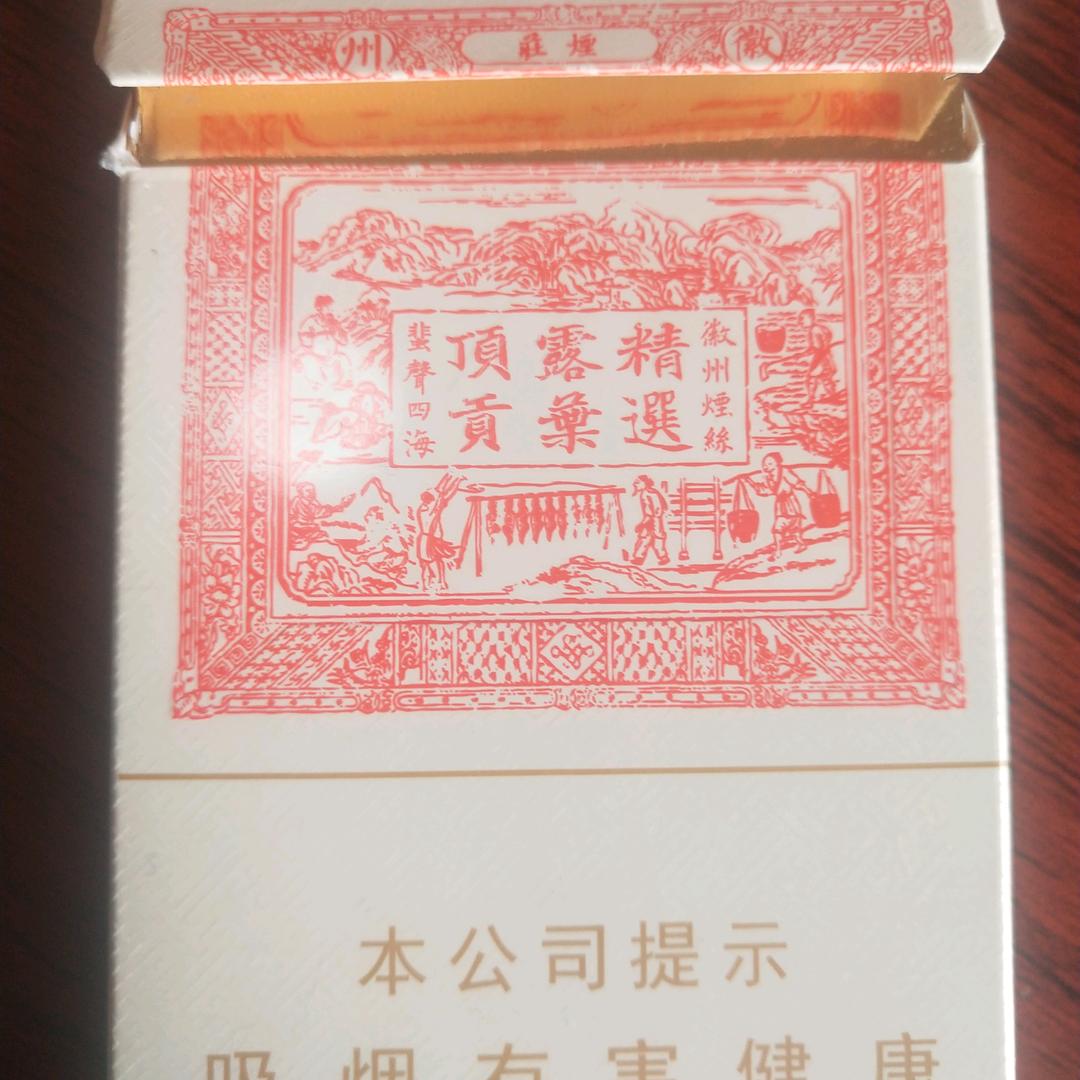 徽 煙莊 州
徽州煙絲
精選
露葉
頂貢
蜚聲四海
本公司提示
吸烟有害健康